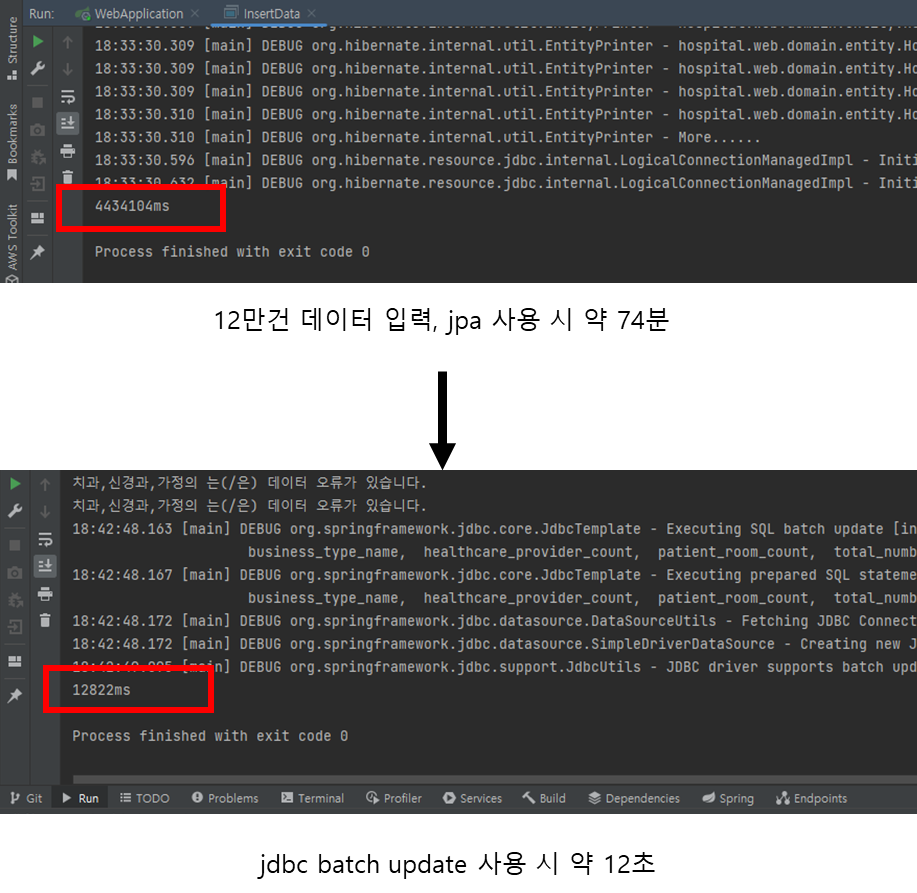 Run: WebApplication × InsertData ×
Structure
Bookmarks
AWS Toolkit
18:33:30.309 [main] DEBUG org.hibernate.internal.util.EntityPrinter - hospital.web.domain.entity.Ho
18:33:30.309 [main] DEBUG org.hibernate.internal.util.EntityPrinter - hospital.web.domain.entity.Ho
18:33:30.309 [main] DEBUG org.hibernate.internal.util.EntityPrinter - hospital.web.domain.entity.Ho
18:33:30.310 [main] DEBUG org.hibernate.internal.util.EntityPrinter - hospital.web.domain.entity.Ho
18:33:30.310 [main] DEBUG org.hibernate.internal.util.EntityPrinter - More......
18:33:30.596 [main] DEBUG org.hibernate.resource.jdbc.internal.LogicalConnectionManagedImpl - Initi
18:33:30.632 [main] DEBUG org.hibernate.resource.jdbc.internal.LogicalConnectionManagedImpl - Initi
4434104ms
Process finished with exit code 0
12만건 데이터 입력, jpa 사용 시 약 74분
치과,신경과,가정의 는(/은) 데이터 오류가 있습니다.
치과,신경과,가정의 는(/은) 데이터 오류가 있습니다.
18:42:48.163 [main] DEBUG org.springframework.jdbc.core.JdbcTemplate - Executing SQL batch update [in
business_type_name, healthcare_provider_count, patient_room_count, total_numb
18:42:48.167 [main] DEBUG org.springframework.jdbc.core.JdbcTemplate - Executing prepared SQL stateme
business_type_name, healthcare_provider_count, patient_room_count, total_numb
18:42:48.172 [main] DEBUG org.springframework.jdbc.datasource.DataSourceUtils - Fetching JDBC Connect
18:42:48.172 [main] DEBUG org.springframework.jdbc.datasource.SimpleDriverDataSource - Creating new J
[main] DEBUG org.springframework.jdbc.support.JdbcUtils - JDBC driver supports batch upd
12822ms
Process finished with exit code 0
Git Run TODO Problems Terminal Profiler Services Build Dependencies Spring Endpoints
jdbc batch update 사용 시 약 12초